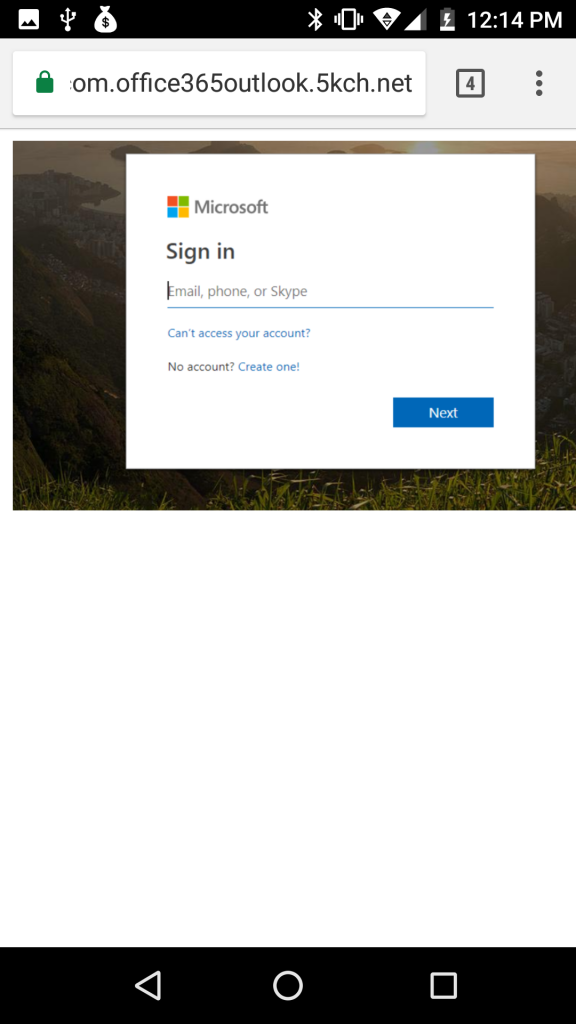 12:14 PM
:om.office365outlook.5kch.net
4
Microsoft
Sign in
Email, phone, or Skype
Can't access your account?
No account? Create one!
Next